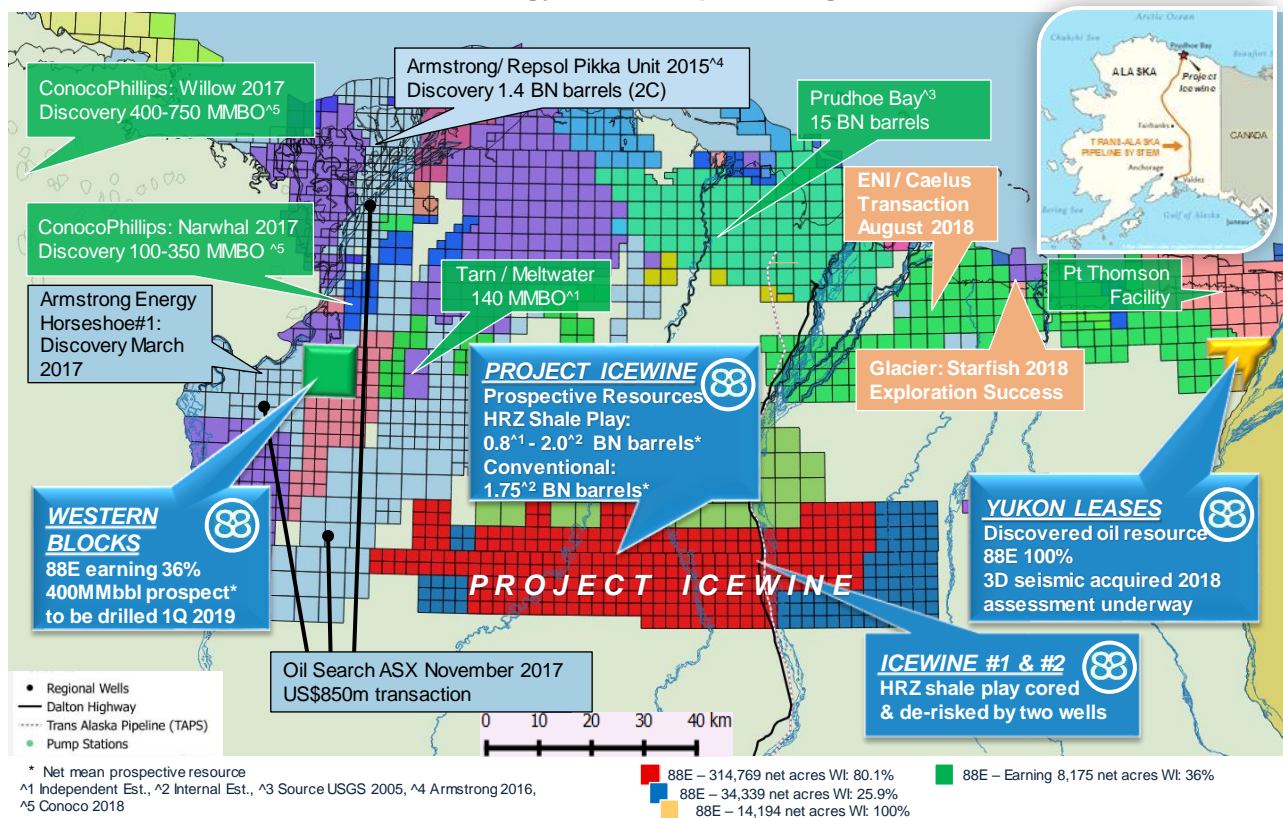 ConocoPhillips: Willow 2017
Discovery 400-750 MMBO^5
Armstrong/ Repsol Pikka Unit 2015^4
Discovery 1.4 BN barrels (2C)
Prudhoe Bay^3
15 BN barrels
Arctic Ocean
Chukchi Sea
Prudhoe Bay
Beaufort Sea
ALASKA
Project
Icewine
Fairbanks
CANADA
TRANS-ALASKA
PIPELINE SYSTEM
Anchorage
Valdez
Bering Sea
Gulf of Alaska
Juneau
ConocoPhillips: Narwhal 2017
Discovery 100-350 MMBO ^5
ENI / Caelus
Transaction
August 2018
Tarn / Meltwater
140 MMBO^1
Pt Thomson
Facility
Armstrong Energy
Horseshoe#1:
Discovery March
2017
Glacier: Starfish 2018
Exploration Success
PROJECT ICEWINE
Prospective Resources
HRZ Shale Play:
0.8^1 - 2.0^2 BN barrels*
Conventional:
1.75^2 BN barrels*
WESTERN
BLOCKS
88E earning 36%
400MMbbl prospect*
to be drilled 1Q 2019
YUKON LEASES
Discovered oil resource
88E 100%
3D seismic acquired 2018
assessment underway
PROJECT ICEWINE
ICEWINE #1 & #2
HRZ shale play cored
& de-risked by two wells
Oil Search ASX November 2017
US$850m transaction
Regional Wells
Dalton Highway
Trans Alaska Pipeline (TAPS)
Pump Stations
0 10 20 30 40 km
* Net mean prospective resource
^1 Independent Est., ^2 Internal Est., ^3 Source USGS 2005, ^4 Armstrong 2016,
^5 Conoco 2018
88E – 314,769 net acres WI: 80.1%
88E – 34,339 net acres WI: 25.9%
88E – 14,194 net acres WI: 100%
88E – Earning 8,175 net acres WI: 36%